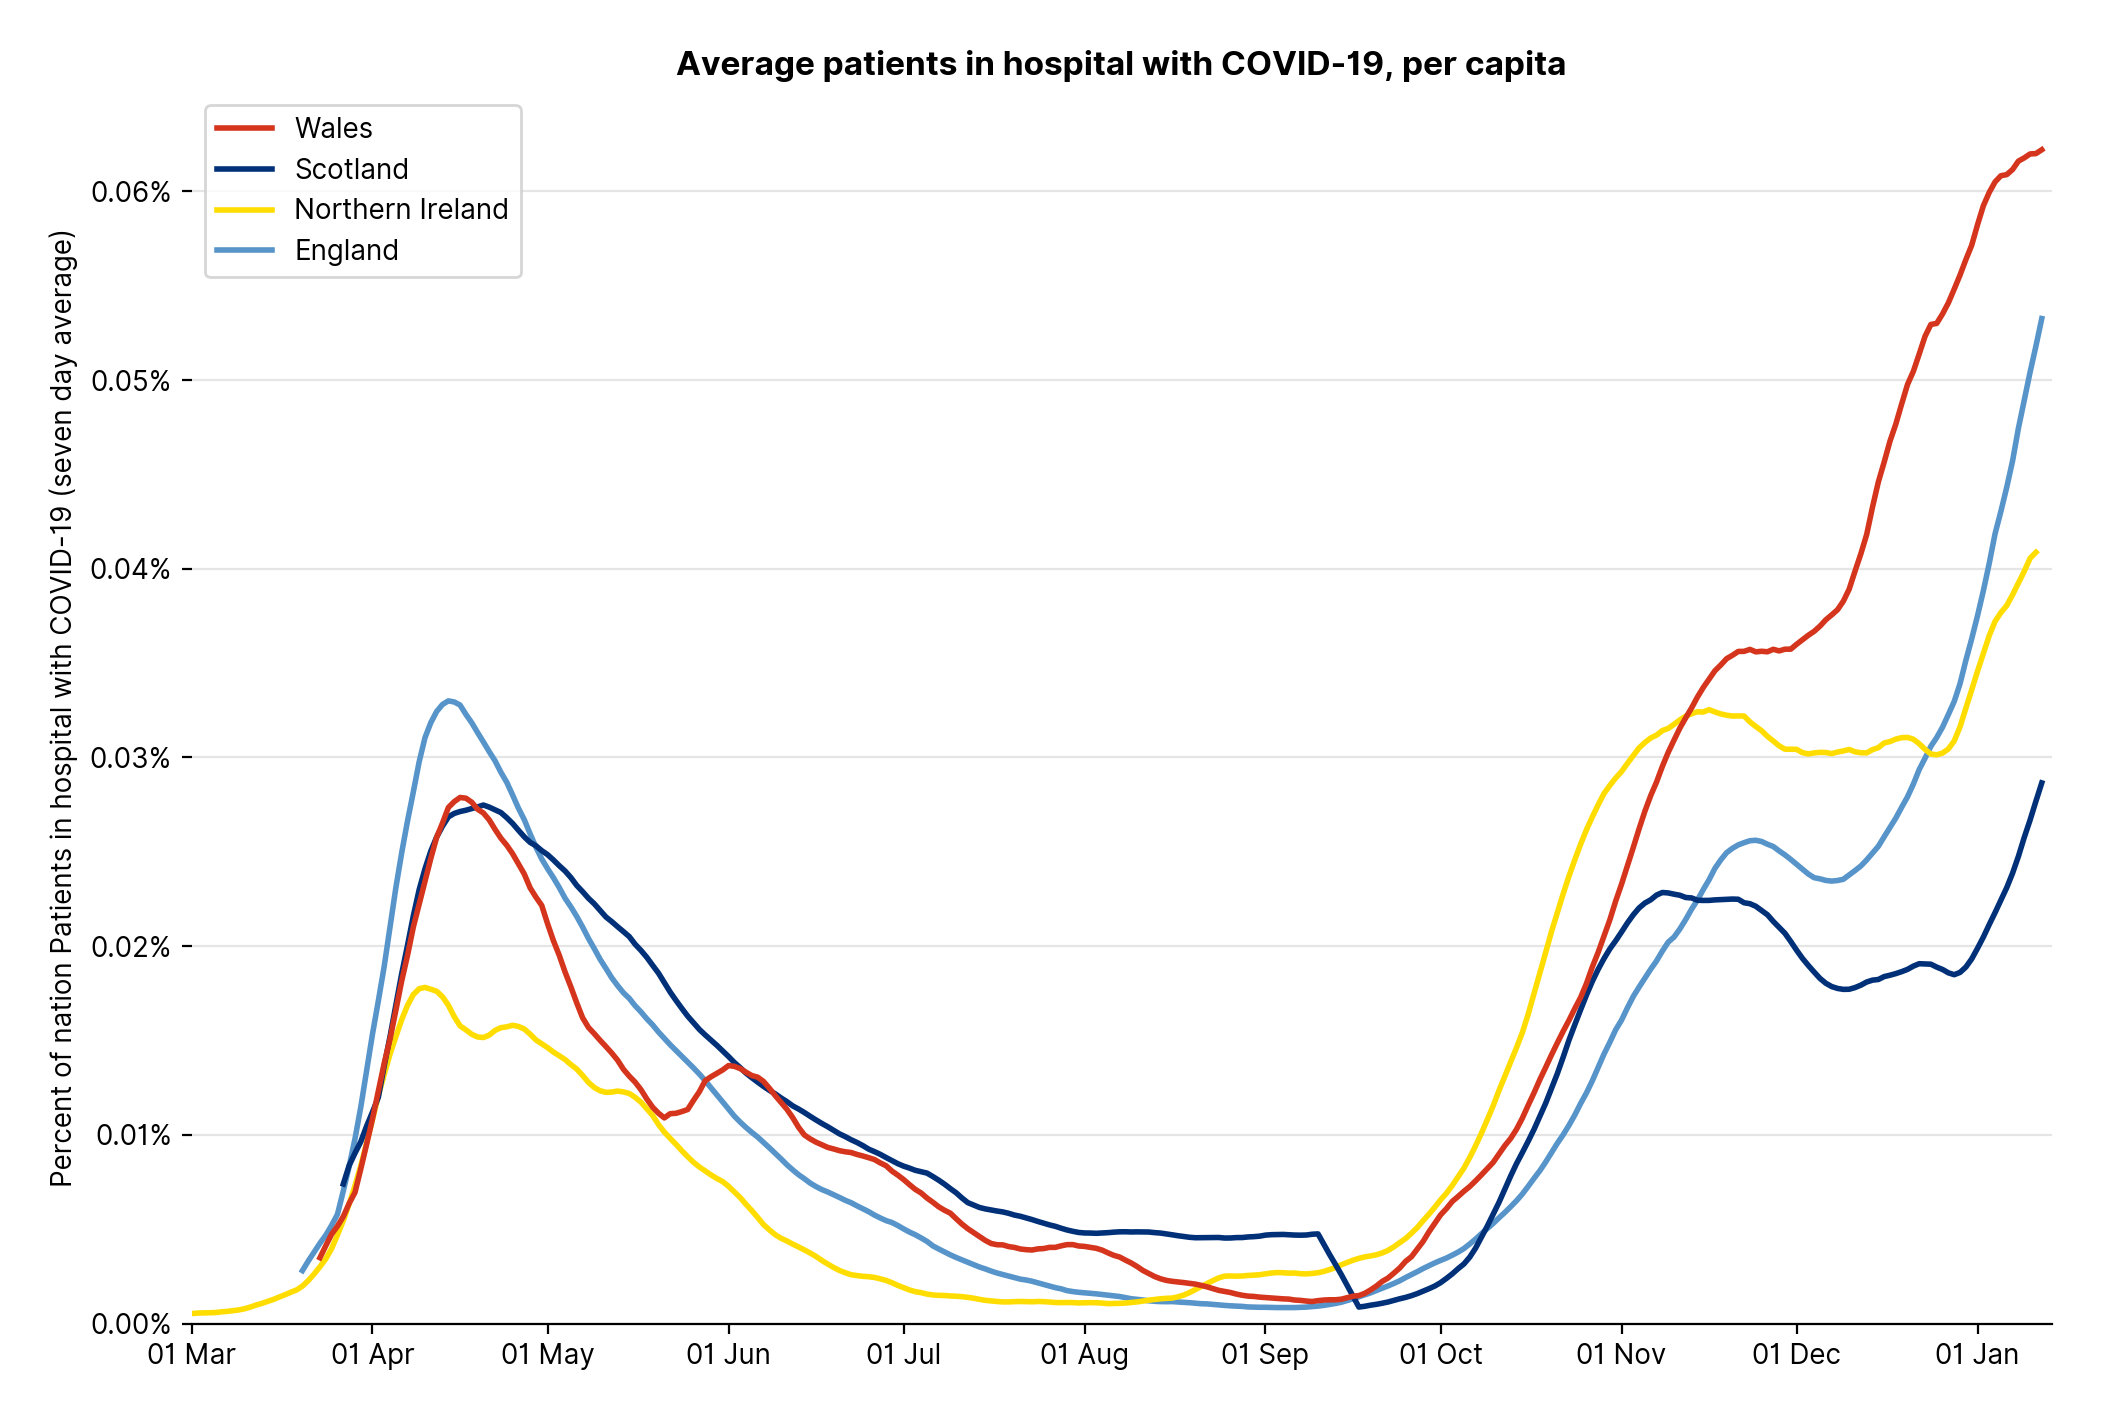 Average patients in hospital with COVID-19, per capita
Wales
Scotland
Northern Ireland
England
Percent of nation Patients in hospital with COVID-19 (seven day average)
0.06%
0.05%
0.04%
0.03%
0.02%
0.01%
0.00%
01 Mar
01 Apr
01 May
01 Jun
01 Jul
01 Aug
01 Sep
01 Oct
01 Nov
01 Dec
01 Jan